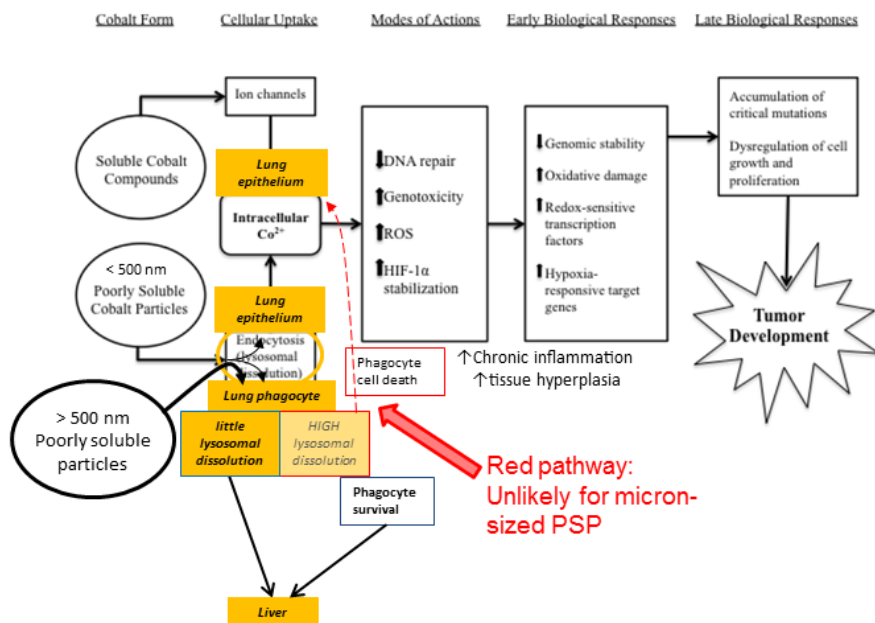 Cobalt Form
Cellular Uptake
Modes of Actions
Early Biological Responses
Late Biological Responses
Ion channels
Soluble Cobalt
Compounds
Lung
epithelium
Intracellular
Co²⁺
< 500 nm
Poorly Soluble
Cobalt Particles
Lung
epithelium
Endocytosis
(lysosomal
dissolution)
Lung phagocyte
> 500 nm
Poorly soluble
particles
little
lysosomal
dissolution
HIGH
lysosomal
dissolution
Phagocyte
cell death
Phagocyte
survival
Liver
⬇DNA repair
⬆Genotoxicity
⬆ROS
⬆HIF-1α
stabilization
⬇Genomic stability
⬆Oxidative damage
⬆Redox-sensitive
transcription
factors
⬆Hypoxia-
responsive target
genes
↑Chronic inflammation
↑tissue hyperplasia
Red pathway:
Unlikely for micron-
sized PSP
Accumulation of
critical mutations
Dysregulation of cell
growth and
proliferation
Tumor
Development